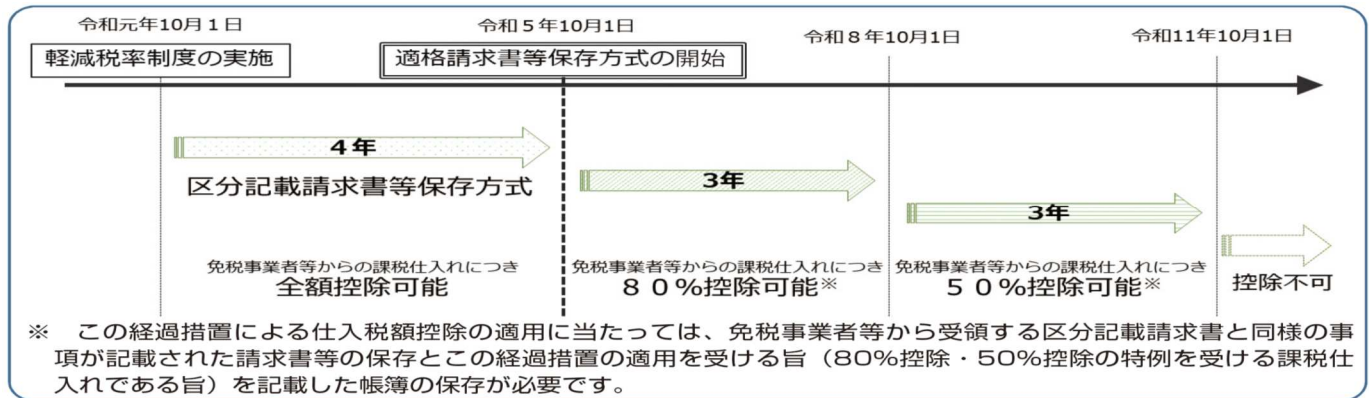 令和元年10月1日
令和5年10月1日
令和8年10月1日
令和11年10月1日
軽減税率制度の実施
適格請求書等保存方式の開始
4年
区分記載請求書等保存方式
3年
3年
免税事業者等からの課税仕入れにつき
全額控除可能
免税事業者等からの課税仕入れにつき
80%控除可能※
免税事業者等からの課税仕入れにつき
50%控除可能※
控除不可
※ この経過措置による仕入税額控除の適用に当たっては、免税事業者等から受領する区分記載請求書と同様の事
項が記載された請求書等の保存とこの経過措置の適用を受ける旨（80%控除・50%控除の特例を受ける課税仕
入れである旨）を記載した帳簿の保存が必要です。